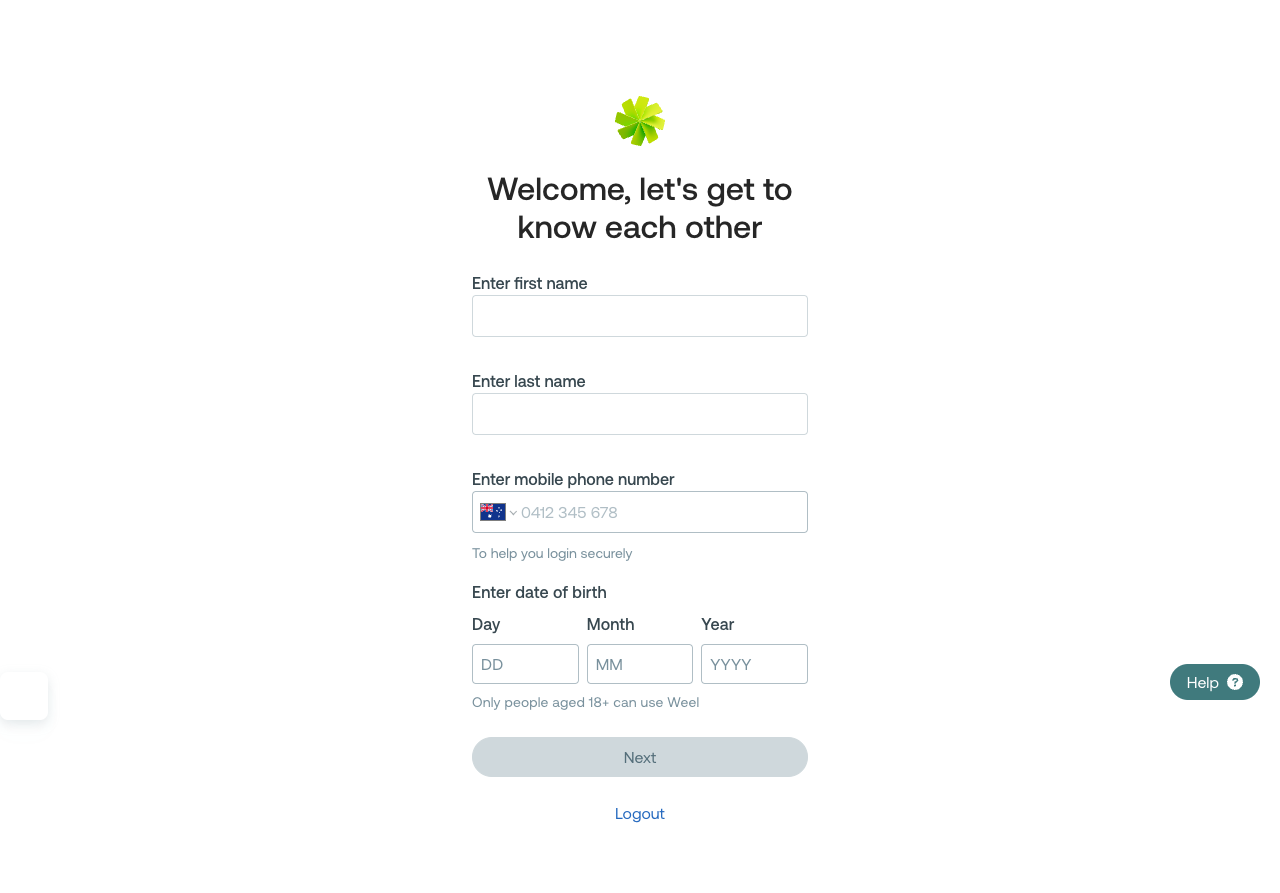 Welcome, let's get to
know each other
Enter first name
Enter last name
Enter mobile phone number
0412 345 678
To help you login securely
Enter date of birth
Day Month Year
DD MM YYYY
Only people aged 18+ can use Weel
Help ?
Next
Logout